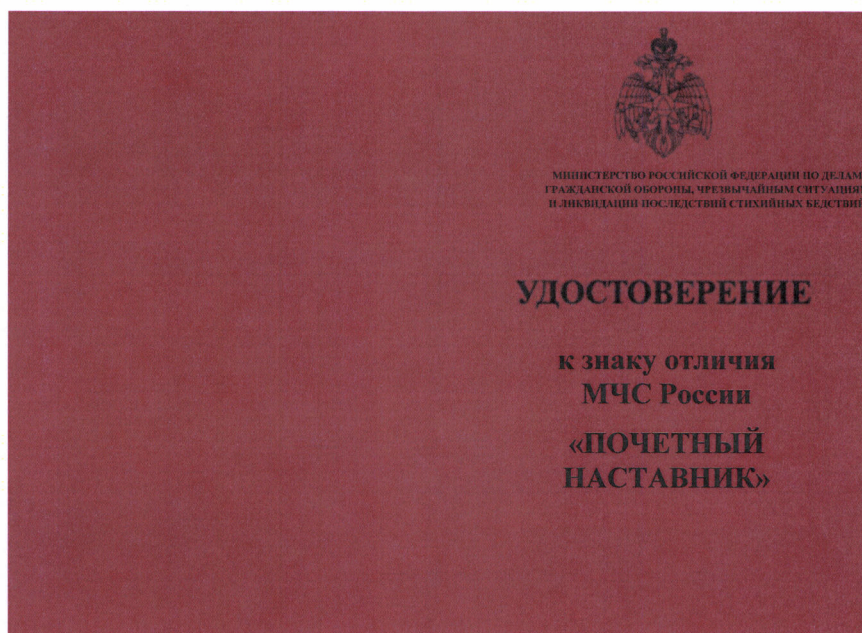 МИНИСТЕРСТВО РОССИЙСКОЙ ФЕДЕРАЦИИ ПО ДЕЛАМ
ГРАЖДАНСКОЙ ОБОРОНЫ, ЧРЕЗВЫЧАЙНЫМ СИТУАЦИЯ
И ЛИКВИДАЦИИ ПОСЛЕДСТВИЙ СТИХИЙНЫХ БЕДСТВИЙ
УДОСТОВЕРЕНИЕ
к знаку отличия
МЧС России
«ПОЧЕТНЫЙ
НАСТАВНИК»